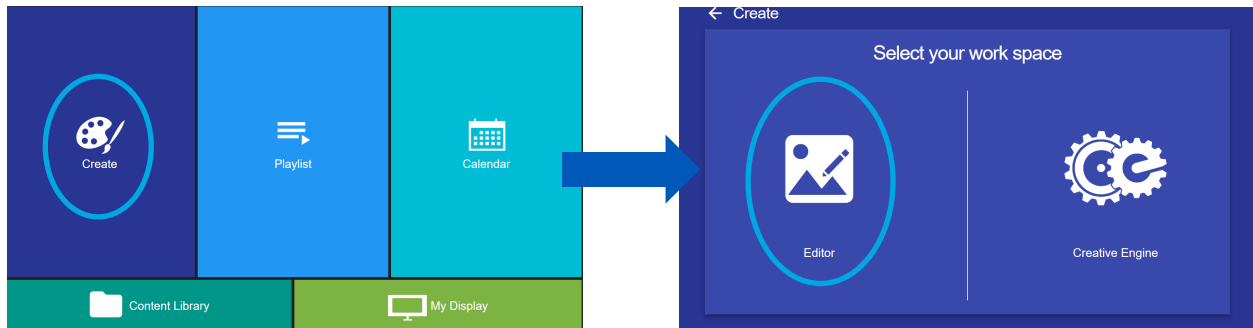 Create
Playlist
Calendar
Content Library
My Display
Create
Select your work space
Editor
Creative Engine